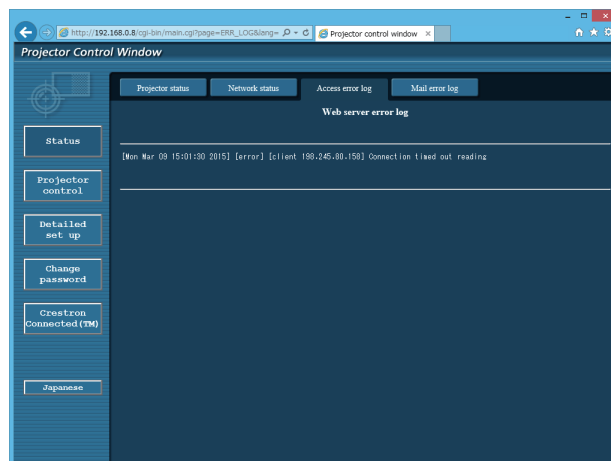 http://192.168.0.8/cgi-bin/main.cgi?page=ERR_LOG&lang=
Projector control window
Projector Control Window
Projector status
Network status
Access error log
Mail error log
Web server error log
Status
[Mon Mar 09 15:01:30 2015] [error] [client 198.245.80.158] Connection timed out reading
Projector
control
Detailed
set up
Change
password
Crestron
Connected(TM)
Japanese